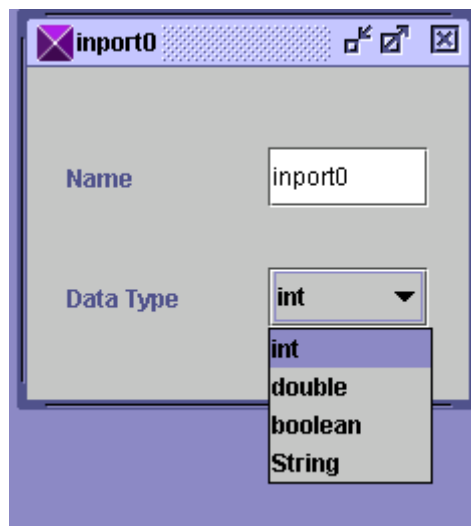 inport0
Name inport0
Data Type int
int
double
boolean
String